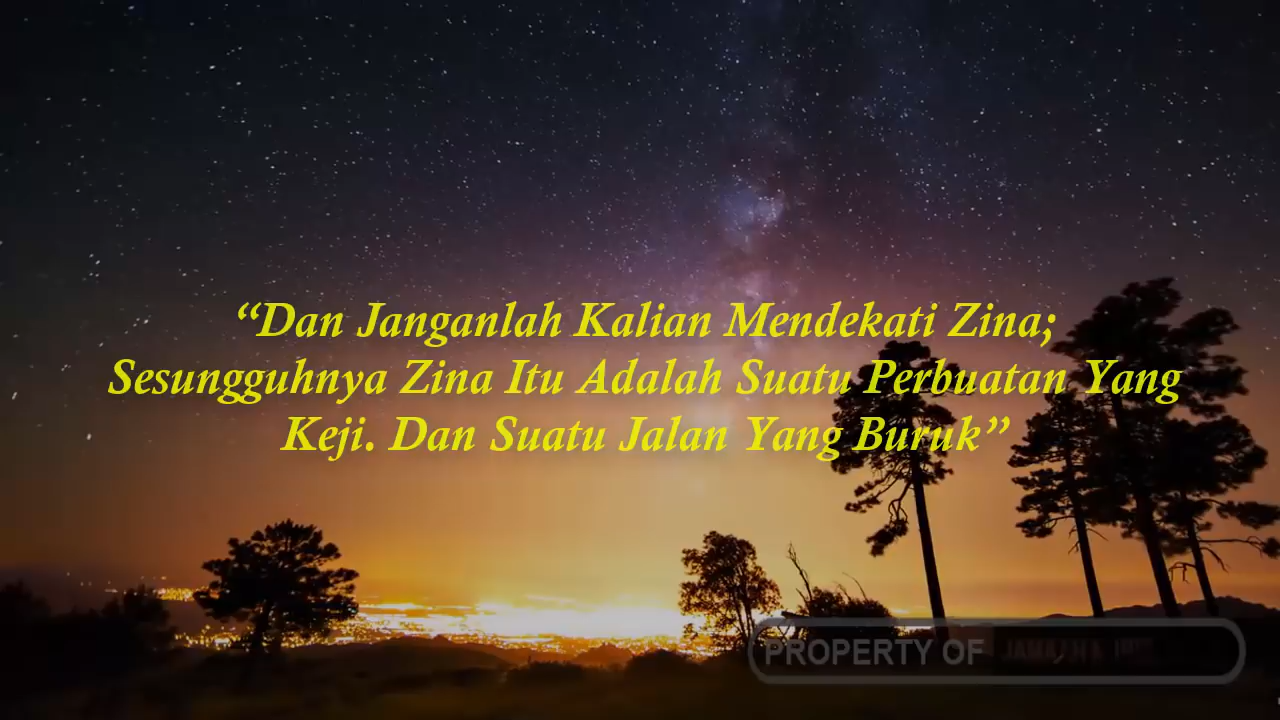 “Dan Janganlah Kalian Mendekati Zina;
Sesungguhnya Zina Itu Adalah Suatu Perbuatan Yang
Keji. Dan Suatu Jalan Yang Buruk”
PROPERTY OF